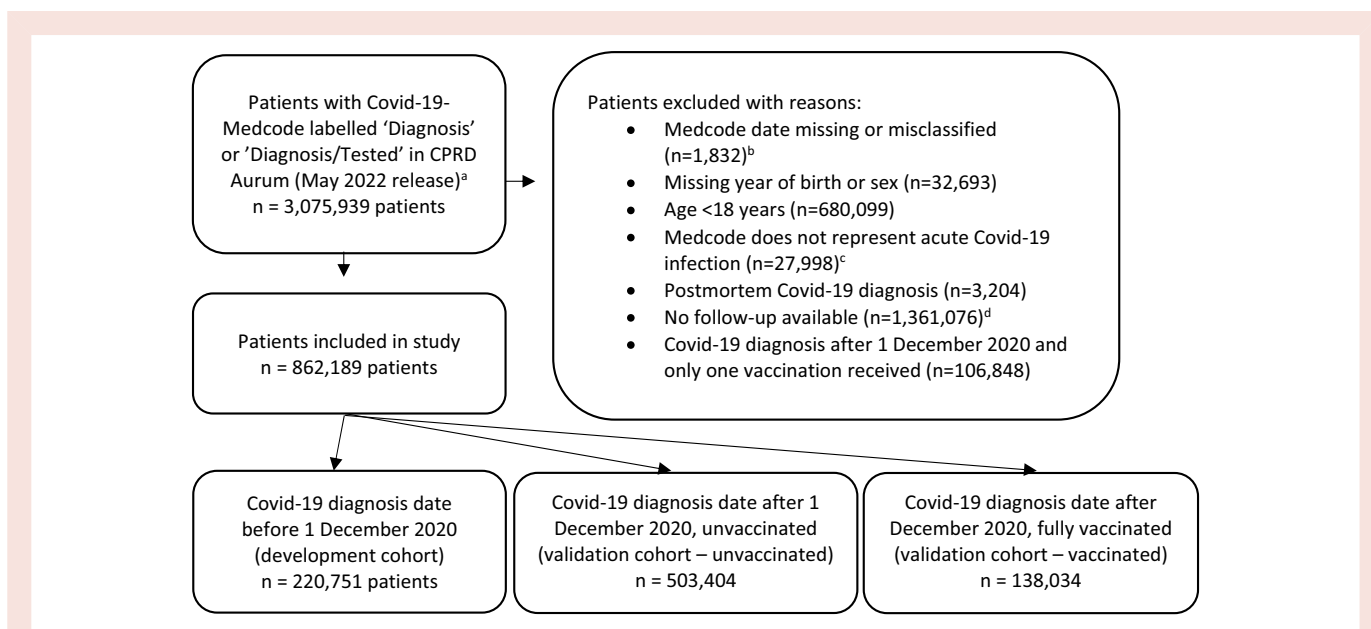 Patients with Covid-19-
Medcode labelled ‘Diagnosis’
or ’Diagnosis/Tested’ in CPRD
Aurum (May 2022 release)ᵃ
n = 3,075,939 patients
Patients excluded with reasons:
• Medcode date missing or misclassified
(n=1,832)ᵇ
• Missing year of birth or sex (n=32,693)
• Age <18 years (n=680,099)
• Medcode does not represent acute Covid-19
infection (n=27,998)ᶜ
• Postmortem Covid-19 diagnosis (n=3,204)
• No follow-up available (n=1,361,076)ᵈ
• Covid-19 diagnosis after 1 December 2020 and
only one vaccination received (n=106,848)
Patients included in study
n = 862,189 patients
Covid-19 diagnosis date
before 1 December 2020
(development cohort)
n = 220,751 patients
Covid-19 diagnosis date after 1
December 2020, unvaccinated
(validation cohort – unvaccinated)
n = 503,404
Covid-19 diagnosis date after
December 2020, fully vaccinated
(validation cohort – vaccinated)
n = 138,034